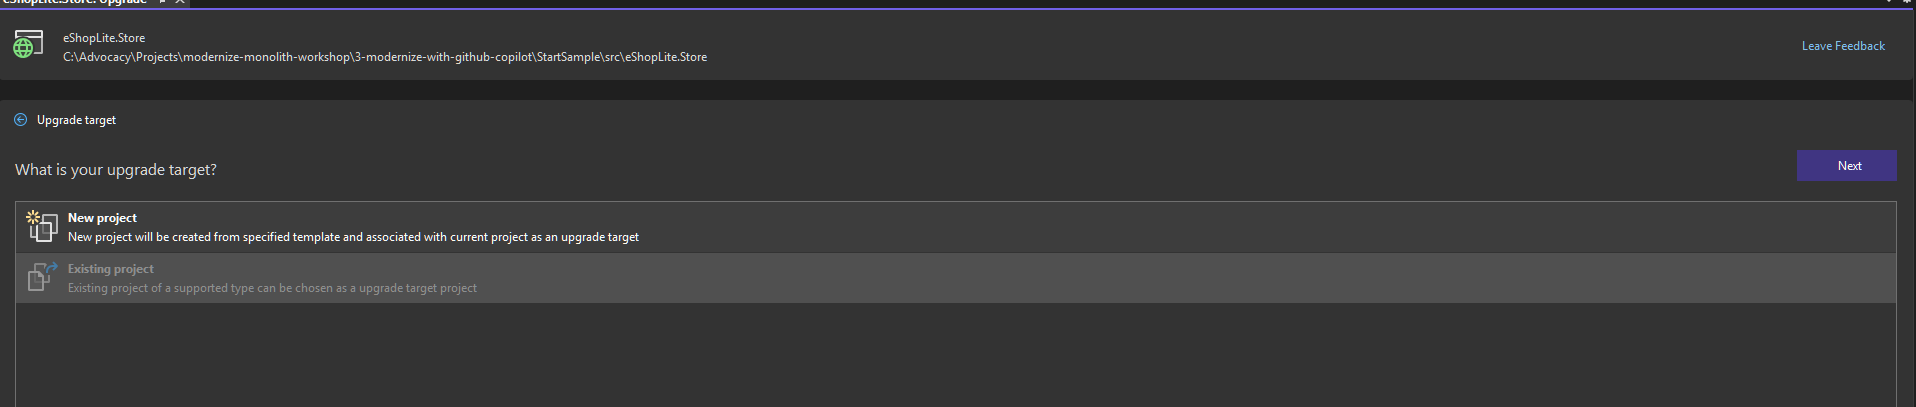 eShopLite.Store: Upgrade
eShopLite.Store
C:\Advocacy\Projects\modernize-monolith-workshop\3-modernize-with-github-copilot\StartSample\src\eShopLite.Store
Leave Feedback
Upgrade target
What is your upgrade target?
Next
New project
New project will be created from specified template and associated with current project as an upgrade target
Existing project
Existing project of a supported type can be chosen as a upgrade target project